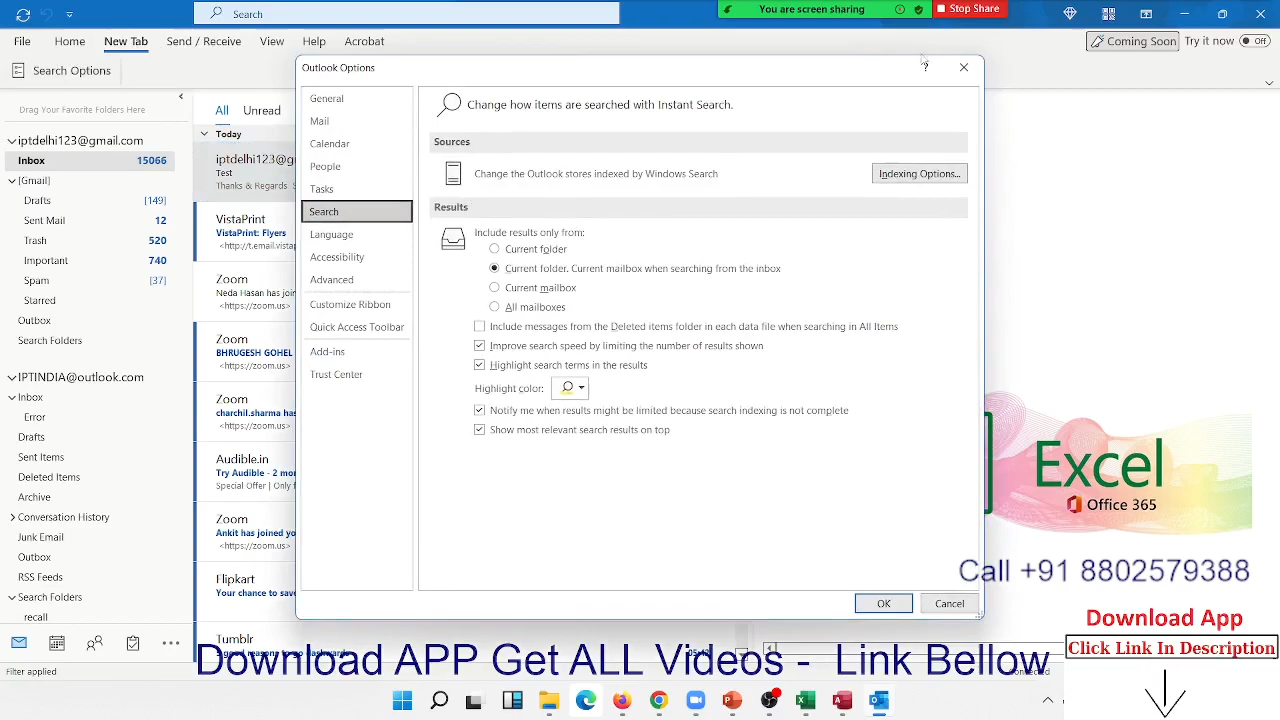 Search
You are screen sharing
Stop Share
File
Home
New Tab
Send / Receive
View
Help
Acrobat
Coming Soon
Try it now
Off
Search Options
Drag Your Favorite Folders Here
iptdelhi123@gmail.com
Inbox 15066
[Gmail]
Drafts [149]
Sent Mail 12
Trash 520
Important 740
Spam [37]
Starred
Outbox
Search Folders
IPTINDIA@outlook.com
Inbox
Error
Drafts
Sent Items
Deleted Items
Archive
Conversation History
Junk Email
Outbox
RSS Feeds
Search Folders
recall
All
Unread
Today
iptdelhi123@g
Test
Thanks & Regards S
VistaPrint
VistaPrint: Flyers
<http://t.email.vistap
Zoom
Neda Hasan has join
<https://zoom.us>
Zoom
BHRUGESH GOHEL
<https://zoom.us>
Zoom
charchil.sharma has
<https://zoom.us>
Audible.in
Try Audible - 2 mor
Special Offer | Only f
Zoom
Ankit has joined yo
<https://zoom.us>
Flipkart
Your chance to save
Tumblr
Outlook Options
General
Mail
Calendar
People
Tasks
Search
Language
Accessibility
Advanced
Customize Ribbon
Quick Access Toolbar
Add-ins
Trust Center
Change how items are searched with Instant Search.
Sources
Change the Outlook stores indexed by Windows Search
Indexing Options...
Results
Include results only from:
Current folder
Current folder. Current mailbox when searching from the inbox
Current mailbox
All mailboxes
Include messages from the Deleted items folder in each data file when searching in All Items
Improve search speed by limiting the number of results shown
Highlight search terms in the results
Highlight color:
Notify me when results might be limited because search indexing is not complete
Show most relevant search results on top
OK
Cancel
Excel
Office 365
Call +91 8802579388
Download App
Click Link In Description
Download APP Get ALL Videos - Link Bellow
Filter applied